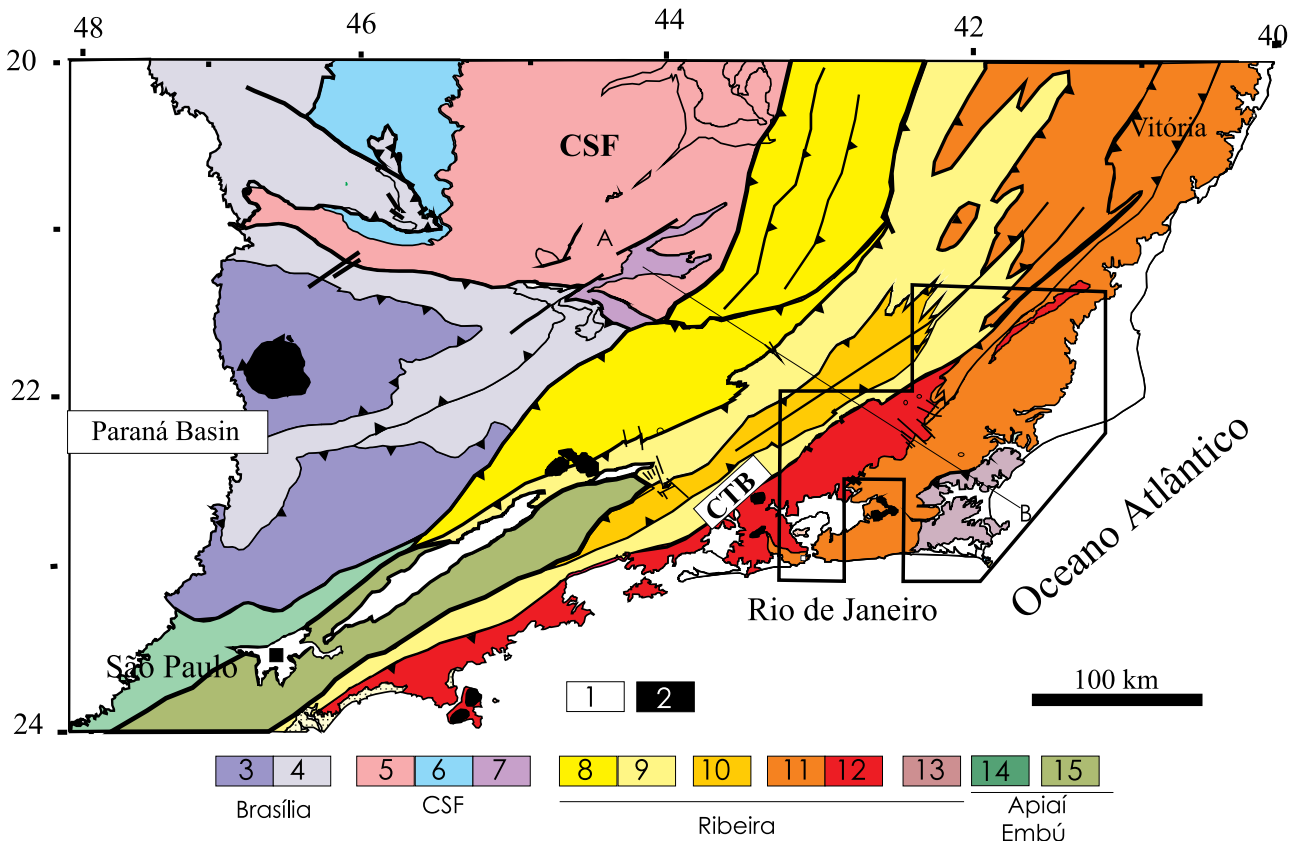 48
46
44
42
40
20
CSF
Vitória
A
22
Paraná Basin
CTB
B
Oceano Atlântico
Rio de Janeiro
São Paulo
1
2
100 km
24
3
4
5
6
7
8
9
10
11
12
13
14
15
Brasília
CSF
Ribeira
Apiaí
Embú